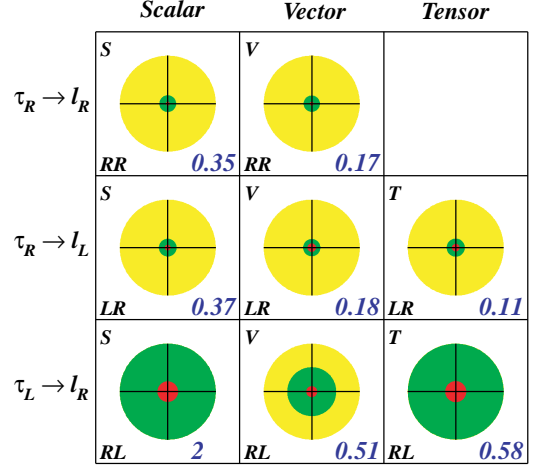 Scalar Vector Tensor
S V
τR → lR
RR 0.35 RR 0.17
S V T
τR → lL
LR 0.37 LR 0.18 LR 0.11
S V T
τL → lR
RL 2 RL 0.51 RL 0.58